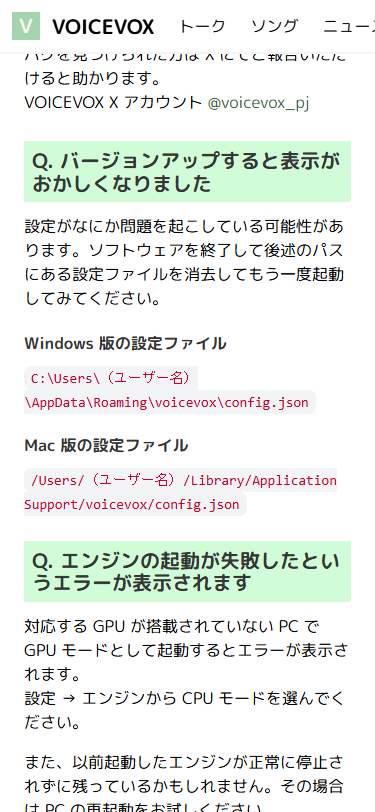 V VOICEVOX トーク ソング ニュース
バグを見つけられた方は X にてご報告いただ
けると助かります。
VOICEVOX X アカウント @voicevox_pj
Q. バージョンアップすると表示が
おかしくなりました
設定がなにか問題を起こしている可能性があ
ります。ソフトウェアを終了して後述のパス
にある設定ファイルを消去してもう一度起動
してみてください。
Windows 版の設定ファイル
C:\Users\（ユーザー名）
\AppData\Roaming\voicevox\config.json
Mac 版の設定ファイル
/Users/（ユーザー名）/Library/Application
Support/voicevox/config.json
Q. エンジンの起動が失敗したとい
うエラーが表示されます
対応する GPU が搭載されていない PC で
GPU モードとして起動するとエラーが表示さ
れます。
設定 → エンジンから CPU モードを選んでく
ださい。
また、以前起動したエンジンが正常に停止さ
れずに残っているかもしれません。その場合
は PC の再起動をお試しください